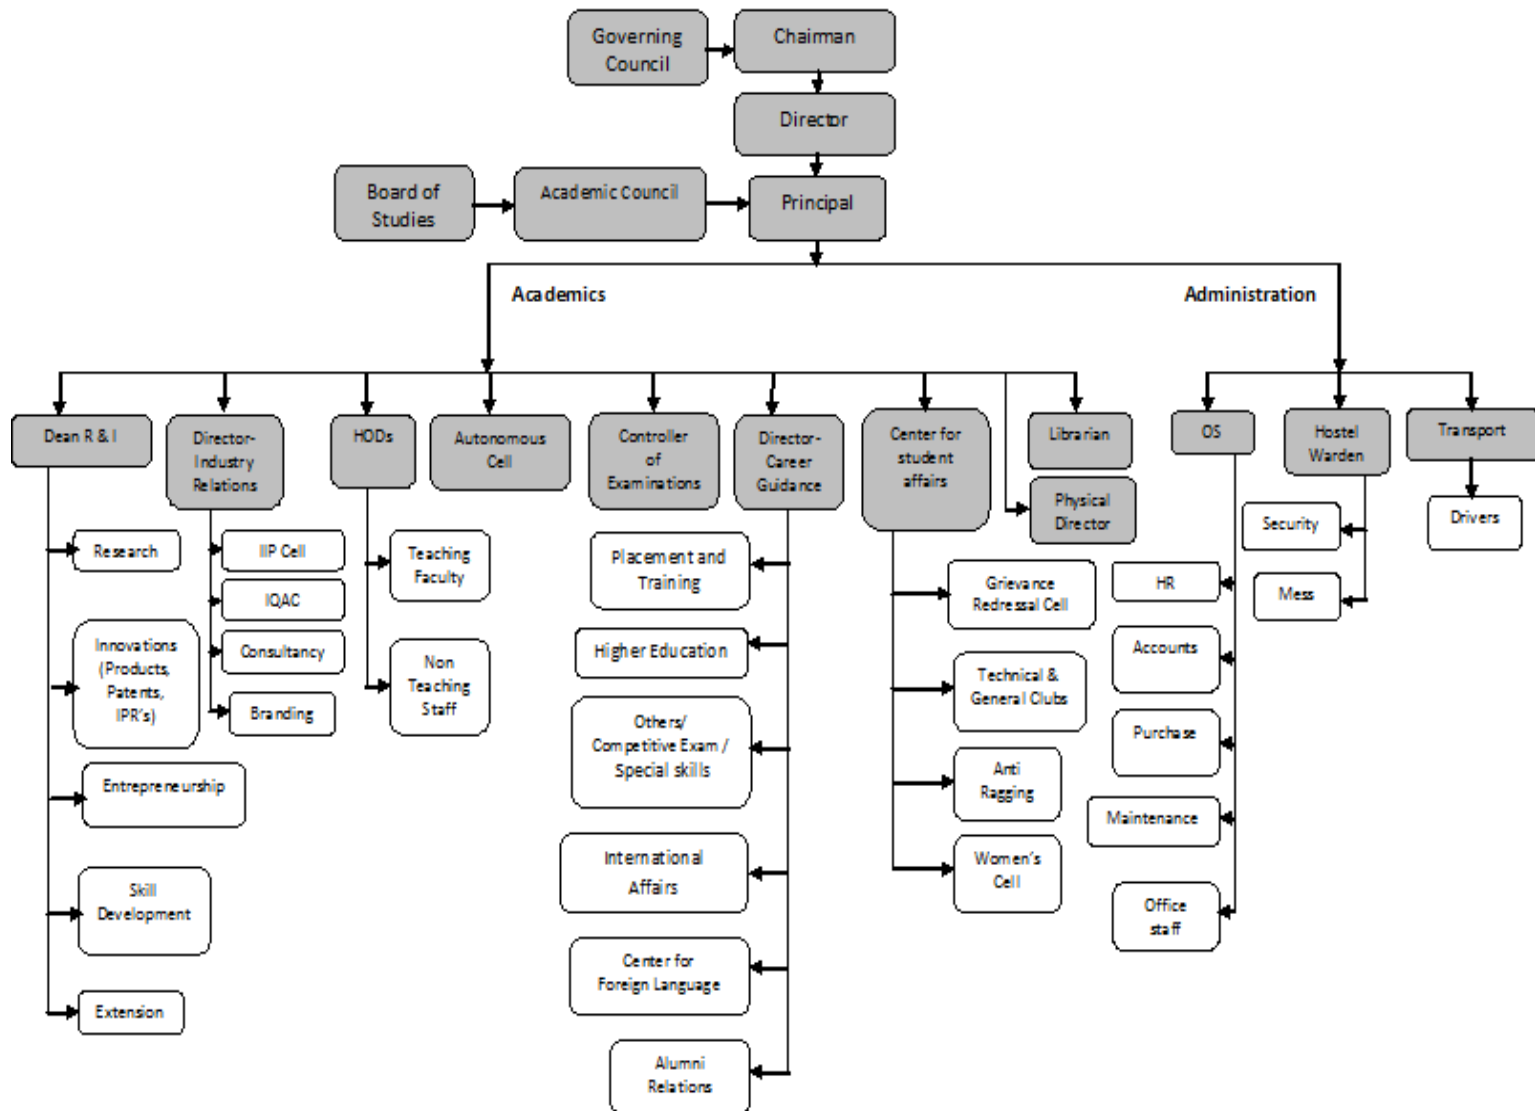 Governing
Council
Chairman
Director
Board of
Studies
Academic Council
Principal
Academics
Administration
Dean R & I
Director-
Industry
Relations
HODs
Autonomous
Cell
Controller
of
Examinations
Director-
Career
Guidance
Center for
student
affairs
Librarian
Physical
Director
OS
Hostel
Warden
Transport
Research
Innovations
(Products,
Patents,
IPR's)
Entrepreneurship
Skill
Development
Extension
IIP Cell
IQAC
Consultancy
Branding
Teaching
Faculty
Non
Teaching
Staff
Placement and
Training
Higher Education
Others/
Competitive Exam /
Special skills
International
Affairs
Center for
Foreign Language
Alumni
Relations
Grievance
Redressal Cell
Technical &
General Clubs
Anti
Ragging
Women's
Cell
HR
Accounts
Purchase
Maintenance
Office
staff
Security
Mess
Drivers